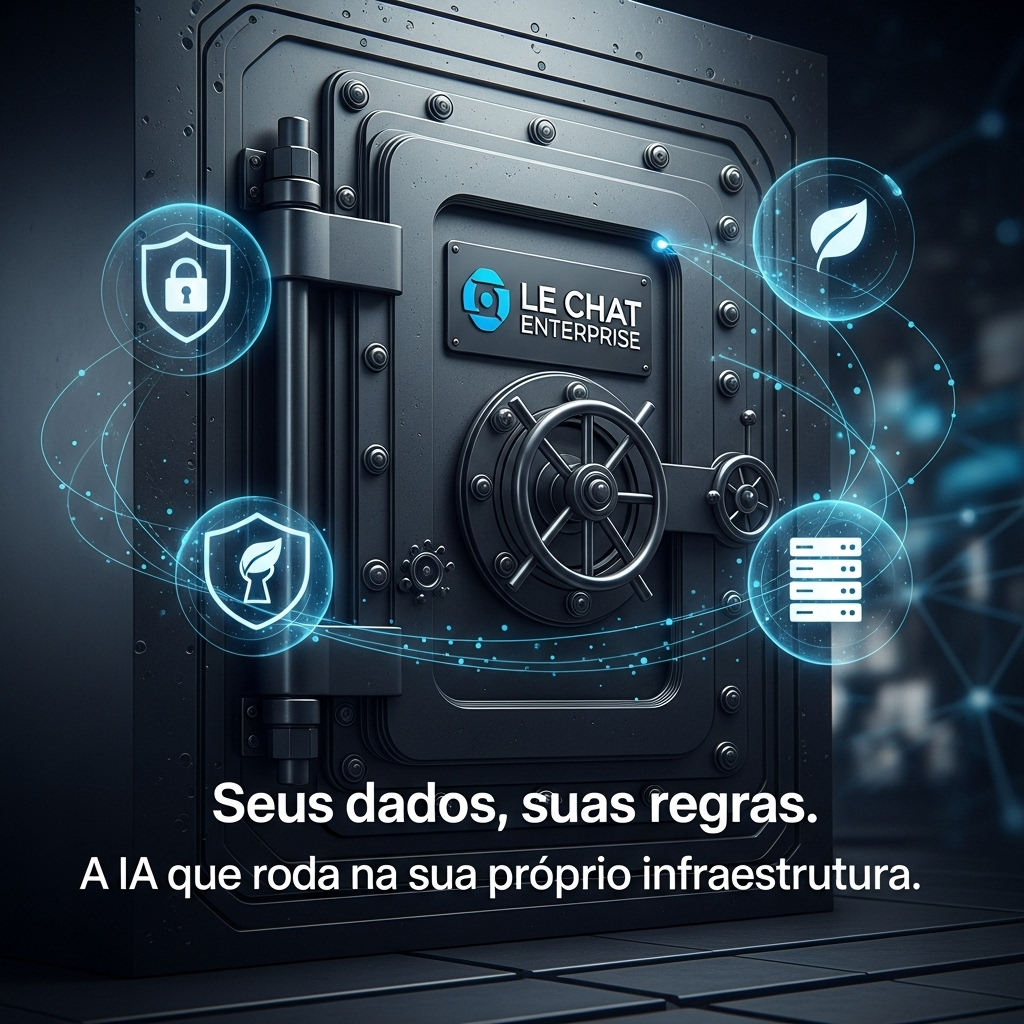 LE CHAT
ENTERPRISE
Seus dados, suas regras.
A IA que roda na sua próprio infraestrutura.